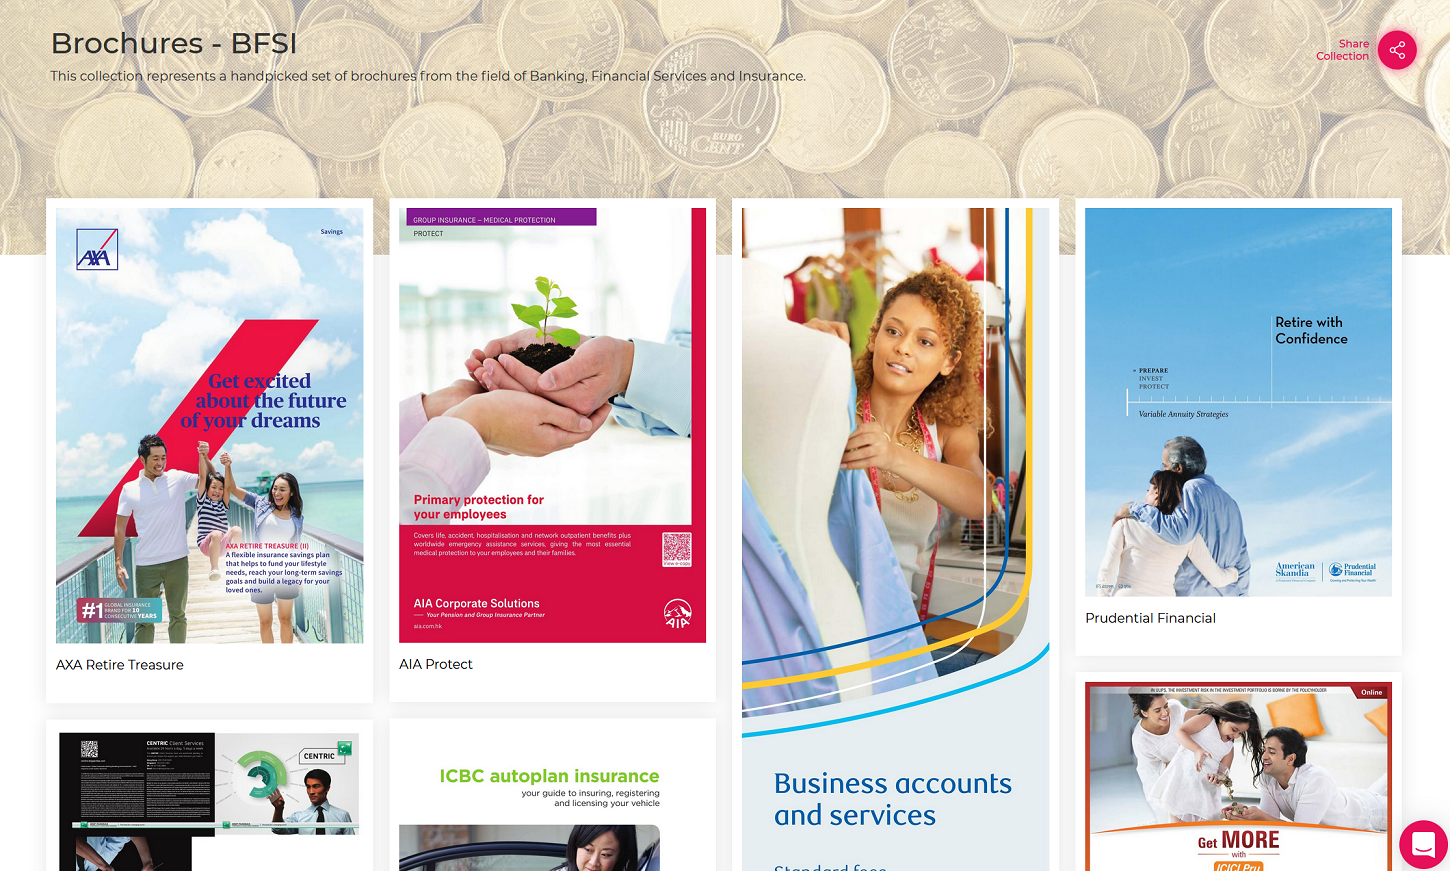 Brochures - BFSI
This collection represents a handpicked set of brochures from the field of Banking, Financial Services and Insurance.
Share
Collection
20
EURO
CENT
AXA
Savings
Get excited
about the future
of your dreams
AXA RETIRE TREASURE (II)
A flexible insurance savings plan
that helps to fund your lifestyle
needs, reach your long-term savings
goals and build a legacy for your
loved ones.
#1 GLOBAL INSURANCE
BRAND FOR 10
CONSECUTIVE YEARS
AXA Retire Treasure
GROUP INSURANCE – MEDICAL PROTECTION
PROTECT
Primary protection for
your employees
Covers life, accident, hospitalisation and network outpatient benefits plus
worldwide emergency assistance services, giving the most essential
medical protection to your employees and their families.
View e-copy
AIA Corporate Solutions
— Your Pension and Group Insurance Partner
aia.com.hk
AIA
AIA Protect
Business accounts
and services
Standard fees
Retire with
Confidence
PREPARE
INVEST
PROTECT
Variable Annuity Strategies
American
Skandia
Prudential
Financial
Prudential Financial
CENTRIC Client Services
CENTRIC
ICBC autoplan insurance
your guide to insuring, registering
and licensing your vehicle
IN ULIPS, THE INVESTMENT RISK IN THE INVESTMENT PORTFOLIO IS BORNE BY THE POLICYHOLDER
Online
Get MORE
with
ICICI Pru